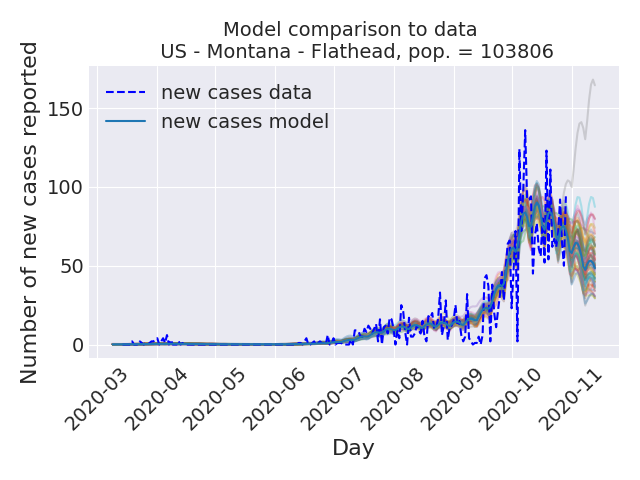 Model comparison to data
US - Montana - Flathead, pop. = 103806
Number of new cases reported
150
100
50
0
new cases data
new cases model
2020-03
2020-04
2020-05
2020-06
2020-07
2020-08
2020-09
2020-10
2020-11
Day